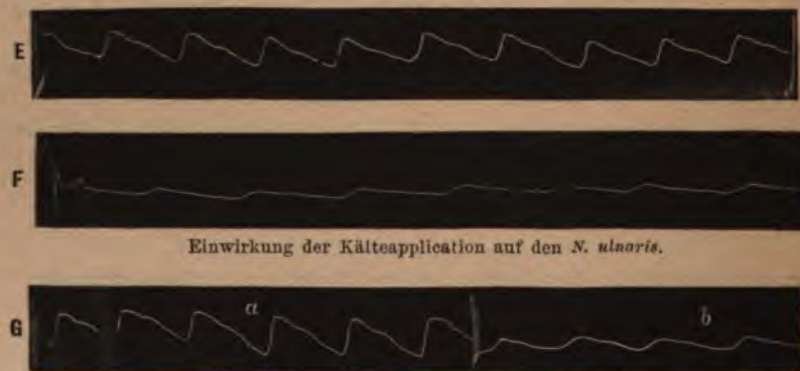 E
F
Einwirkung der Kälteapplication auf den N. ulnaris.
G a b